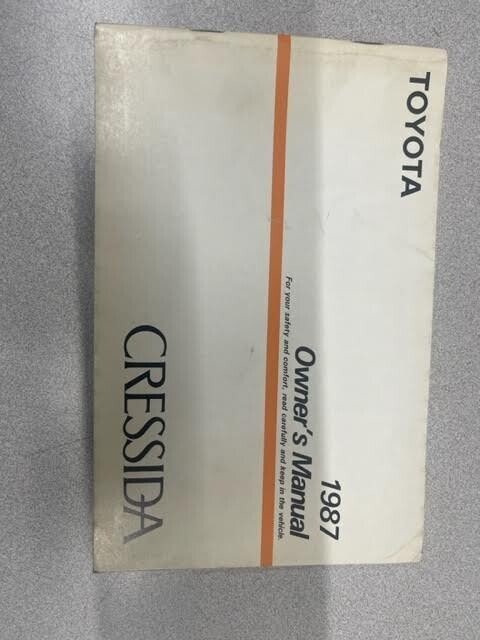 TOYOTA
1987
Owner's Manual
For your safety and comfort, read carefully and keep in the vehicle.
CRESSIDA